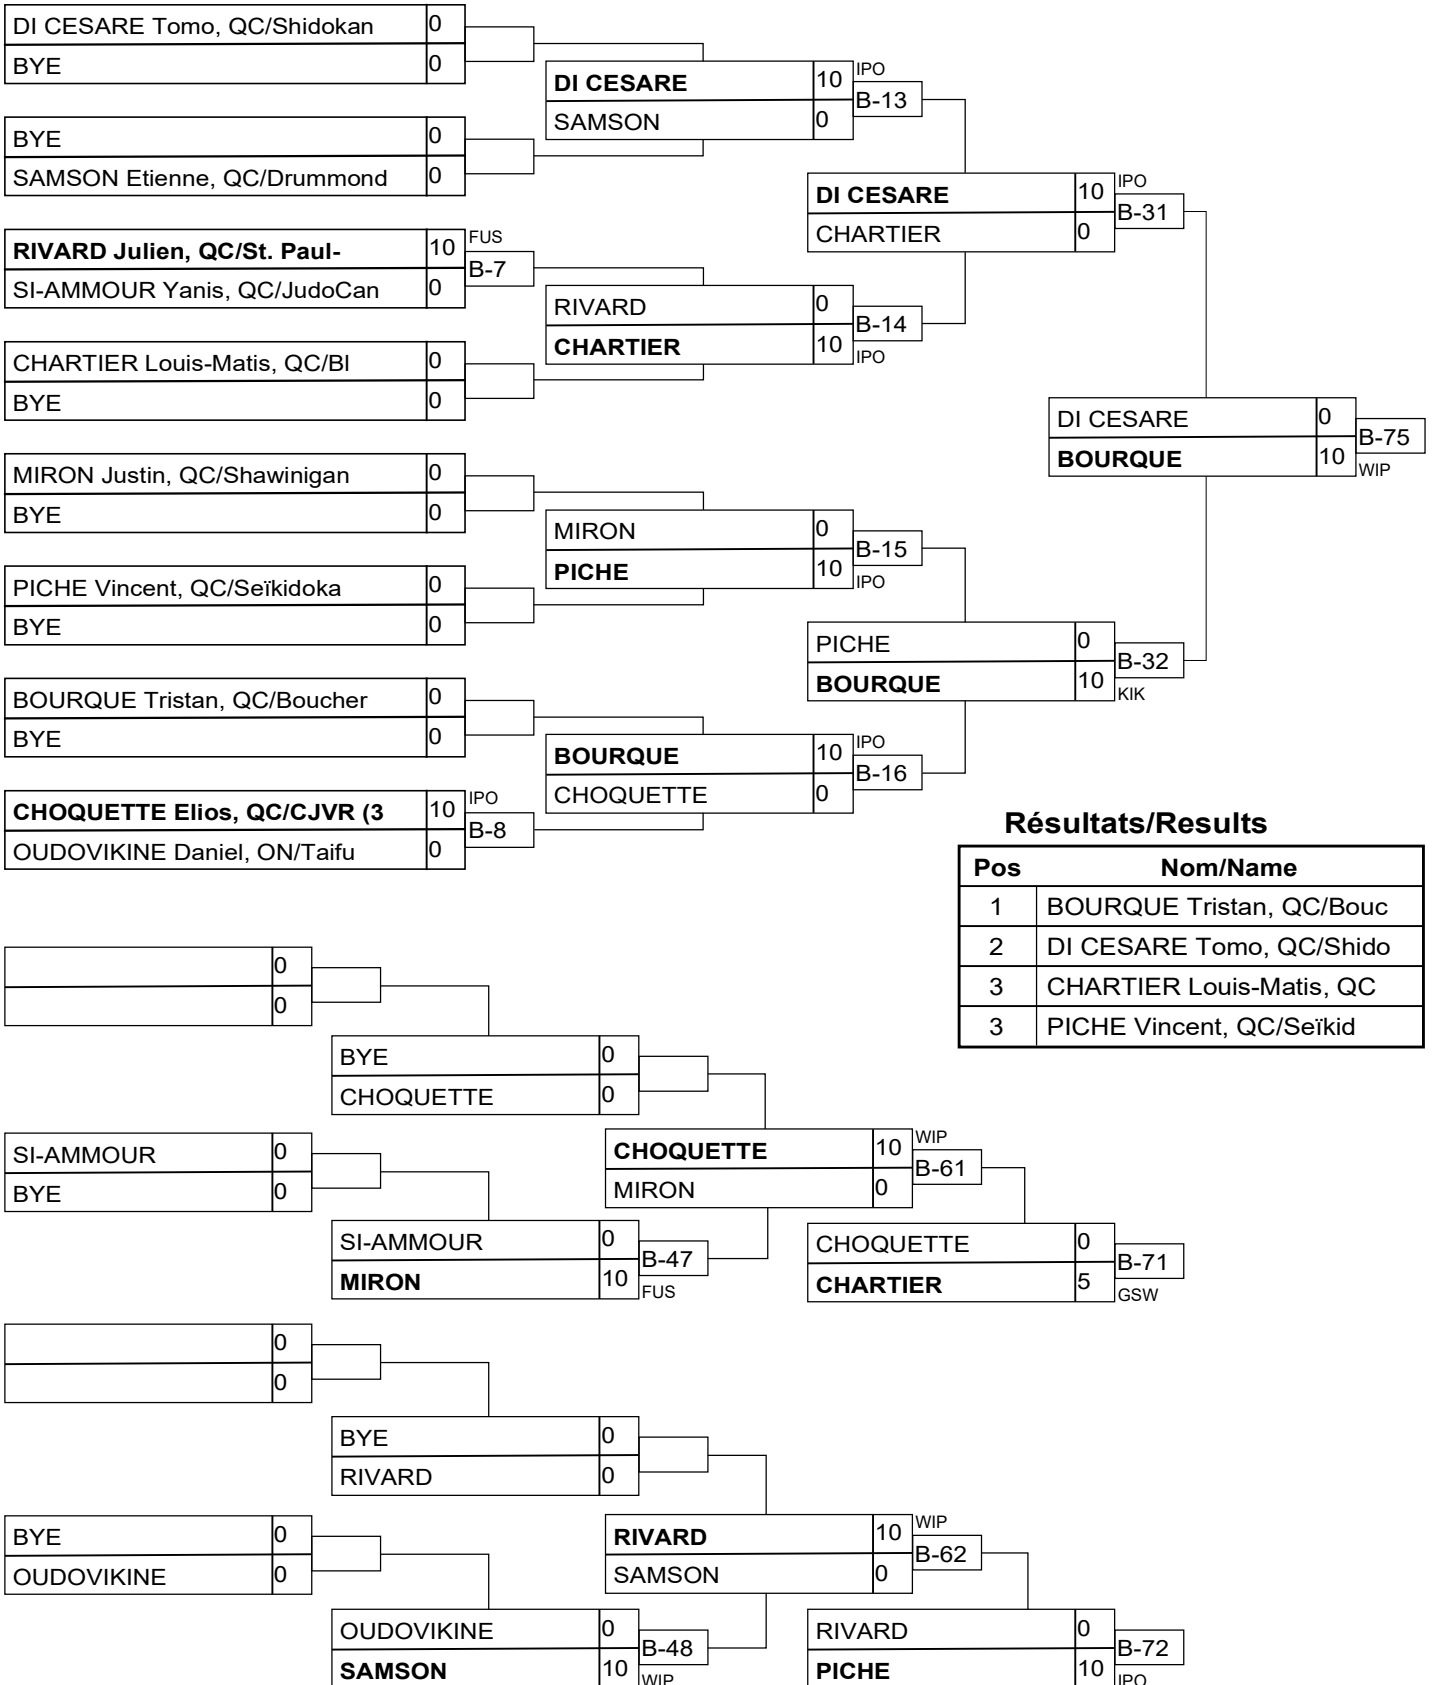 DI CESARE Tomo, QC/Shidokan 0
BYE 0
BYE 0
SAMSON Etienne, QC/Drummond 0
RIVARD Julien, QC/St. Paul- 10 FUS
SI-AMMOUR Yanis, QC/JudoCan 0 B-7
CHARTIER Louis-Matis, QC/Bl 0
BYE 0
MIRON Justin, QC/Shawinigan 0
BYE 0
PICHE Vincent, QC/Seïkidoka 0
BYE 0
BOURQUE Tristan, QC/Boucher 0
BYE 0
CHOQUETTE Elios, QC/CJVR (3 10 IPO
OUDOVIKINE Daniel, ON/Taifu 0 B-8
DI CESARE 10 IPO
SAMSON 0 B-13
RIVARD 0 B-14
CHARTIER 10 IPO
MIRON 0 B-15
PICHE 10 IPO
BOURQUE 10 IPO
CHOQUETTE 0 B-16
DI CESARE 10 IPO
CHARTIER 0 B-31
PICHE 0 B-32
BOURQUE 10 KIK
DI CESARE 0 B-75
BOURQUE 10 WIP
Résultats/Results
Pos Nom/Name
1 BOURQUE Tristan, QC/Bouc
2 DI CESARE Tomo, QC/Shido
3 CHARTIER Louis-Matis, QC
3 PICHE Vincent, QC/Seïkid
0
0
BYE 0
CHOQUETTE 0
SI-AMMOUR 0
BYE 0
SI-AMMOUR 0 B-47
MIRON 10 FUS
CHOQUETTE 10 WIP
MIRON 0 B-61
CHOQUETTE 0 B-71
CHARTIER 5 GSW
0
0
BYE 0
RIVARD 0
BYE 0
OUDOVIKINE 0
OUDOVIKINE 0 B-48
SAMSON 10 WIP
RIVARD 10 WIP
SAMSON 0 B-62
RIVARD 0 B-72
PICHE 10 IPO